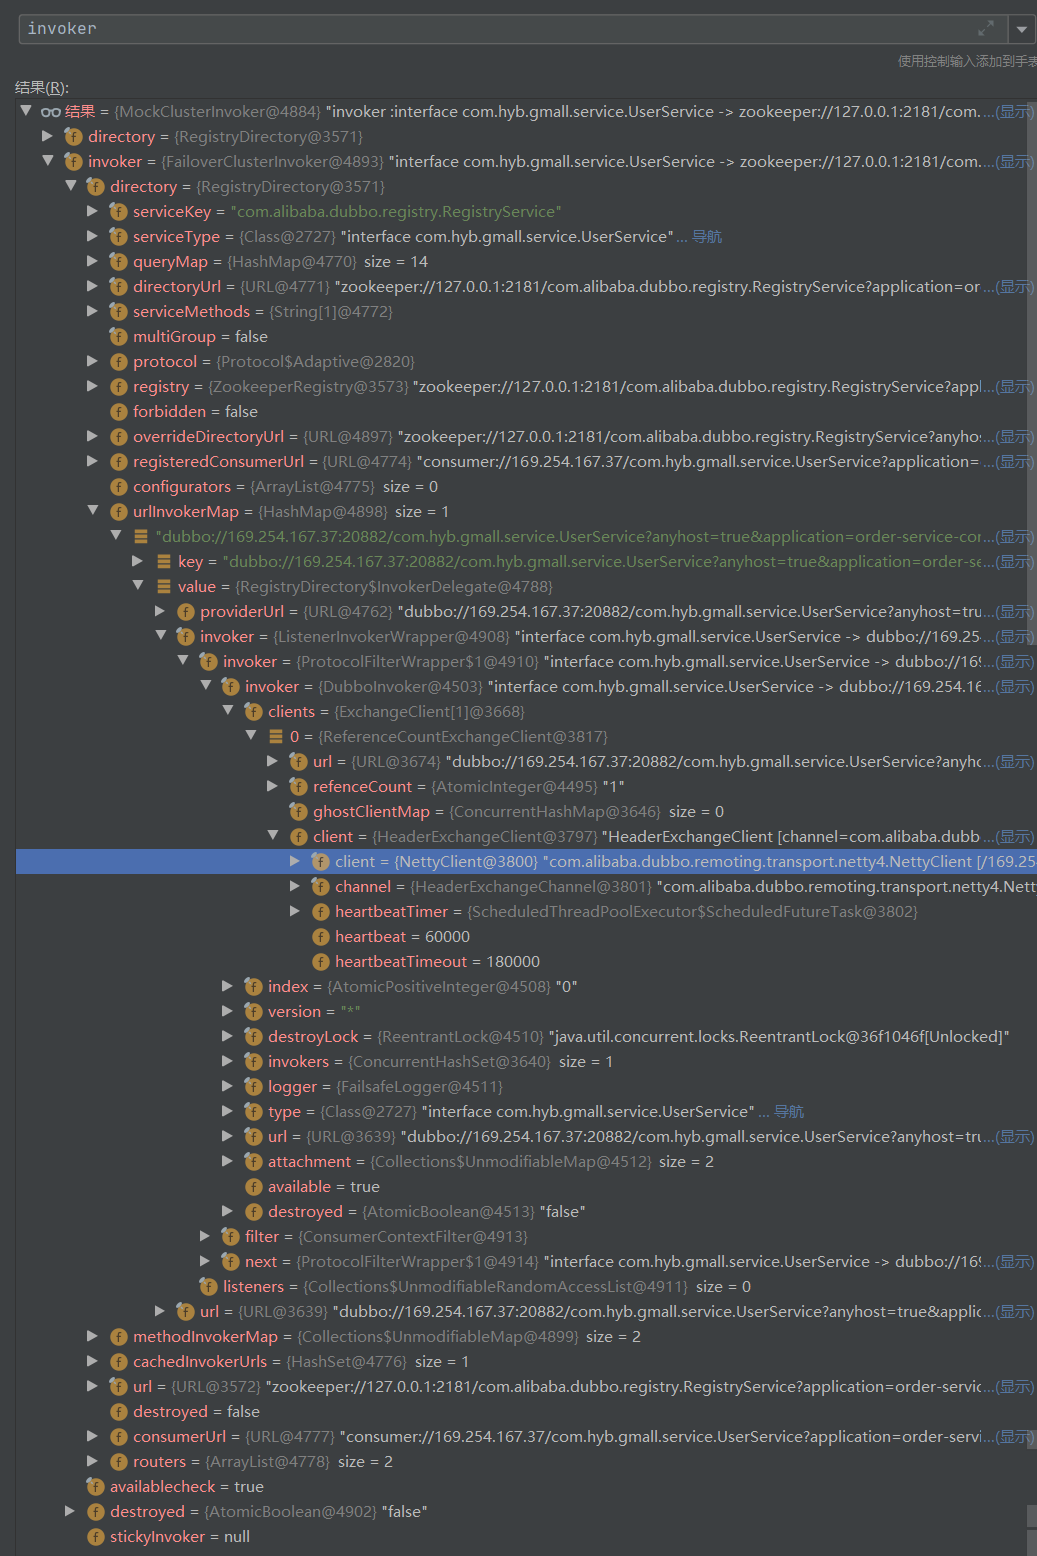 invoker
使用控制输入添加到手表
结果(R):
结果 = {MockClusterInvoker@4884} "invoker :interface com.hyb.gmall.service.UserService -> zookeeper://127.0.0.1:2181/com. ...(显示)
directory = {RegistryDirectory@3571}
invoker = {FailoverClusterInvoker@4893} "interface com.hyb.gmall.service.UserService -> zookeeper://127.0.0.1:2181/com. ...(显示)
directory = {RegistryDirectory@3571}
serviceKey = "com.alibaba.dubbo.registry.RegistryService"
serviceType = {Class@2727} "interface com.hyb.gmall.service.UserService" ... 导航
queryMap = {HashMap@4770} size = 14
directoryUrl = {URL@4771} "zookeeper://127.0.0.1:2181/com.alibaba.dubbo.registry.RegistryService?application=or ...(显示)
serviceMethods = {String[1]@4772}
multiGroup = false
protocol = {Protocol$Adaptive@2820}
registry = {ZookeeperRegistry@3573} "zookeeper://127.0.0.1:2181/com.alibaba.dubbo.registry.RegistryService?appl ...(显示)
forbidden = false
overrideDirectoryUrl = {URL@4897} "zookeeper://127.0.0.1:2181/com.alibaba.dubbo.registry.RegistryService?anyho ...(显示)
registeredConsumerUrl = {URL@4774} "consumer://169.254.167.37/com.hyb.gmall.service.UserService?application= ...(显示)
configurators = {ArrayList@4775} size = 0
urlInvokerMap = {HashMap@4898} size = 1
"dubbo://169.254.167.37:20882/com.hyb.gmall.service.UserService?anyhost=true&application=order-service-cor ...(显示)
key = "dubbo://169.254.167.37:20882/com.hyb.gmall.service.UserService?anyhost=true&application=order-se ...(显示)
value = {RegistryDirectory$InvokerDelegate@4788}
providerUrl = {URL@4762} "dubbo://169.254.167.37:20882/com.hyb.gmall.service.UserService?anyhost=tru ...(显示)
invoker = {ListenerInvokerWrapper@4908} "interface com.hyb.gmall.service.UserService -> dubbo://169.25 ...(显示)
invoker = {ProtocolFilterWrapper$1@4910} "interface com.hyb.gmall.service.UserService -> dubbo://169 ...(显示)
invoker = {DubboInvoker@4503} "interface com.hyb.gmall.service.UserService -> dubbo://169.254.16 ...(显示)
clients = {ExchangeClient[1]@3668}
0 = {ReferenceCountExchangeClient@3817}
url = {URL@3674} "dubbo://169.254.167.37:20882/com.hyb.gmall.service.UserService?anyho ...(显示)
refenceCount = {AtomicInteger@4495} "1"
ghostClientMap = {ConcurrentHashMap@3646} size = 0
client = {HeaderExchangeClient@3797} "HeaderExchangeClient [channel=com.alibaba.dubb ...(显示)
client = {NettyClient@3800} "com.alibaba.dubbo.remoting.transport.netty4.NettyClient [/169.25
channel = {HeaderExchangeChannel@3801} "com.alibaba.dubbo.remoting.transport.netty4.Nett
heartbeatTimer = {ScheduledThreadPoolExecutor$ScheduledFutureTask@3802}
heartbeat = 60000
heartbeatTimeout = 180000
index = {AtomicPositiveInteger@4508} "0"
version = "*"
destroyLock = {ReentrantLock@4510} "java.util.concurrent.locks.ReentrantLock@36f1046f[Unlocked]"
invokers = {ConcurrentHashSet@3640} size = 1
logger = {FailsafeLogger@4511}
type = {Class@2727} "interface com.hyb.gmall.service.UserService" ... 导航
url = {URL@3639} "dubbo://169.254.167.37:20882/com.hyb.gmall.service.UserService?anyhost=tru ...(显示)
attachment = {Collections$UnmodifiableMap@4512} size = 2
available = true
destroyed = {AtomicBoolean@4513} "false"
filter = {ConsumerContextFilter@4913}
next = {ProtocolFilterWrapper$1@4914} "interface com.hyb.gmall.service.UserService -> dubbo://169 ...(显示)
listeners = {Collections$UnmodifiableRandomAccessList@4911} size = 0
url = {URL@3639} "dubbo://169.254.167.37:20882/com.hyb.gmall.service.UserService?anyhost=true&applic ...(显示)
methodInvokerMap = {Collections$UnmodifiableMap@4899} size = 2
cachedInvokerUrls = {HashSet@4776} size = 1
url = {URL@3572} "zookeeper://127.0.0.1:2181/com.alibaba.dubbo.registry.RegistryService?application=order-servic ...(显示)
destroyed = false
consumerUrl = {URL@4777} "consumer://169.254.167.37/com.hyb.gmall.service.UserService?application=order-servi ...(显示)
routers = {ArrayList@4778} size = 2
availablecheck = true
destroyed = {AtomicBoolean@4902} "false"
stickyInvoker = null